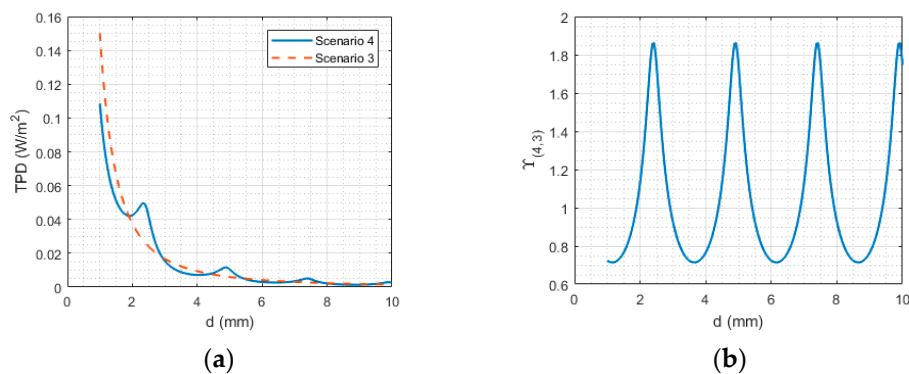 0.16
0.14
0.12
0.1
0.08
0.06
0.04
0.02
0
TPD (W/m²)
Scenario 4
Scenario 3
0 2 4 6 8 10
d (mm)
(a)
2
1.8
1.6
1.4
1.2
1
0.8
0.6
ϒ(4,3)
0 2 4 6 8 10
d (mm)
(b)